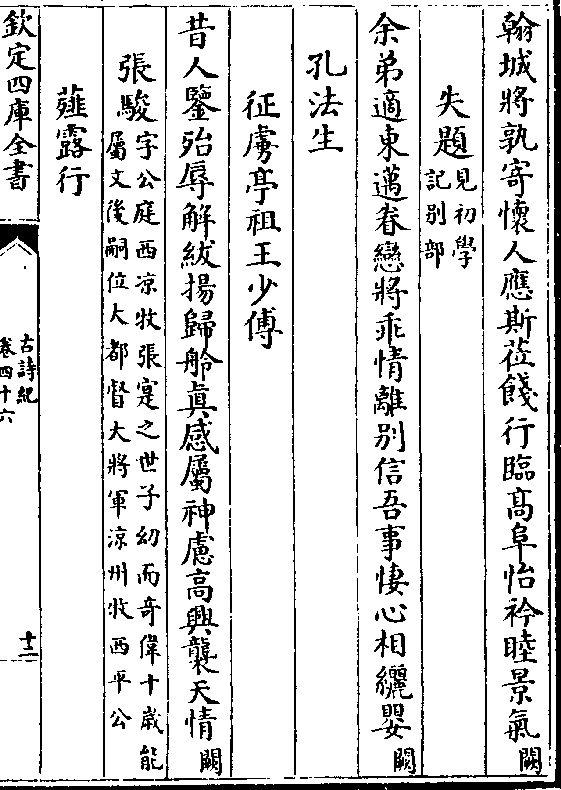 翰城將孰寄懷人應斯莅餞行臨高阜怡衿睦景氣闕
失題見初學
記別部
余弟適東邁眷戀將乖情離別信吾事悽心相纚嬰闕
孔法生
征虜亭祖王少傅
昔人鑒殆辱解紱揚歸舲眞感屬神慮高興襲天情闕
張駿字公庭西凉牧張寔之世子幼而奇偉十歲能
屬文後嗣位大都督大將軍涼州牧西平公
薤露行
欽定四庫全書
古詩紀
卷四十六
十二